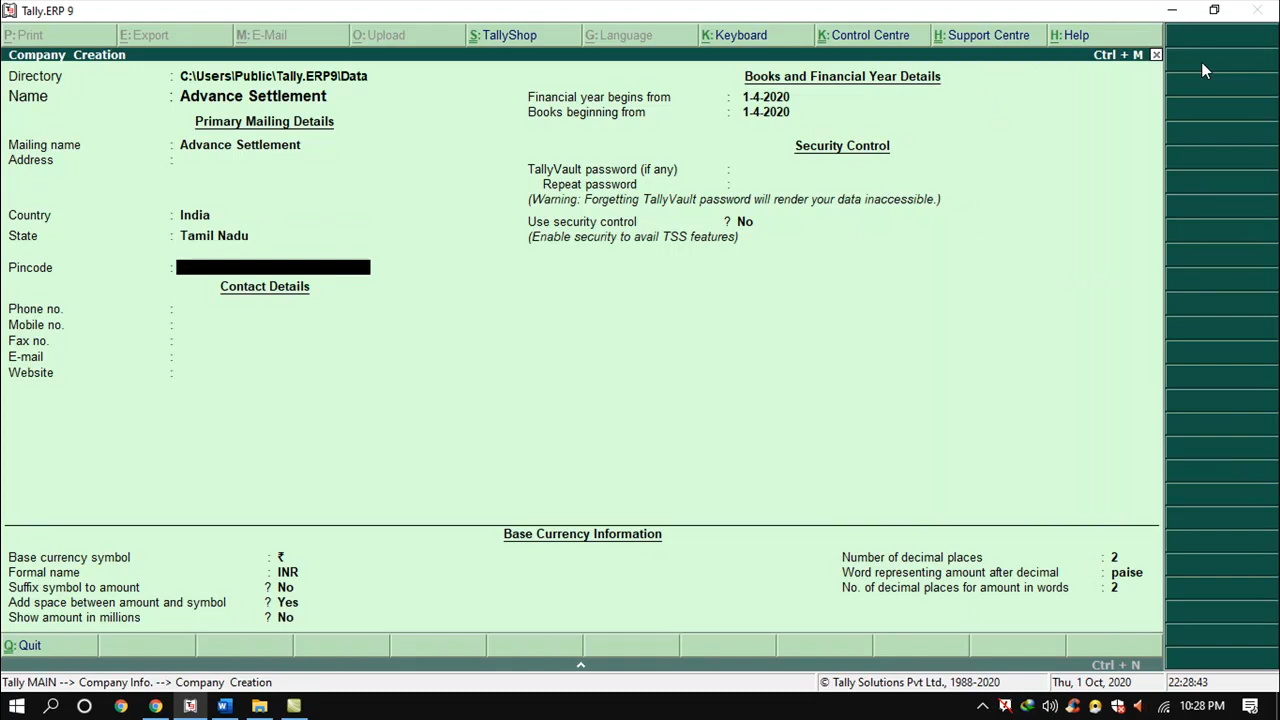 Tally.ERP 9
P: Print E: Export M: E-Mail O: Upload S: TallyShop G: Language K: Keyboard K: Control Centre H: Support Centre H: Help
Company Creation Ctrl + M
Directory : C:\Users\Public\Tally.ERP9\Data
Name : Advance Settlement
Primary Mailing Details
Mailing name : Advance Settlement
Address :
Country : India
State : Tamil Nadu
Pincode :
Contact Details
Phone no. :
Mobile no. :
Fax no. :
E-mail :
Website :
Books and Financial Year Details
Financial year begins from : 1-4-2020
Books beginning from : 1-4-2020
Security Control
TallyVault password (if any) :
Repeat password :
(Warning: Forgetting TallyVault password will render your data inaccessible.)
Use security control ? No
(Enable security to avail TSS features)
Base Currency Information
Base currency symbol : ₹
Formal name : INR
Suffix symbol to amount ? No
Add space between amount and symbol ? Yes
Show amount in millions ? No
Number of decimal places : 2
Word representing amount after decimal : paise
No. of decimal places for amount in words : 2
Q: Quit
Ctrl + N
Tally MAIN --> Company Info. --> Company Creation © Tally Solutions Pvt Ltd., 1988-2020 Thu, 1 Oct, 2020 22:28:43
10:28 PM